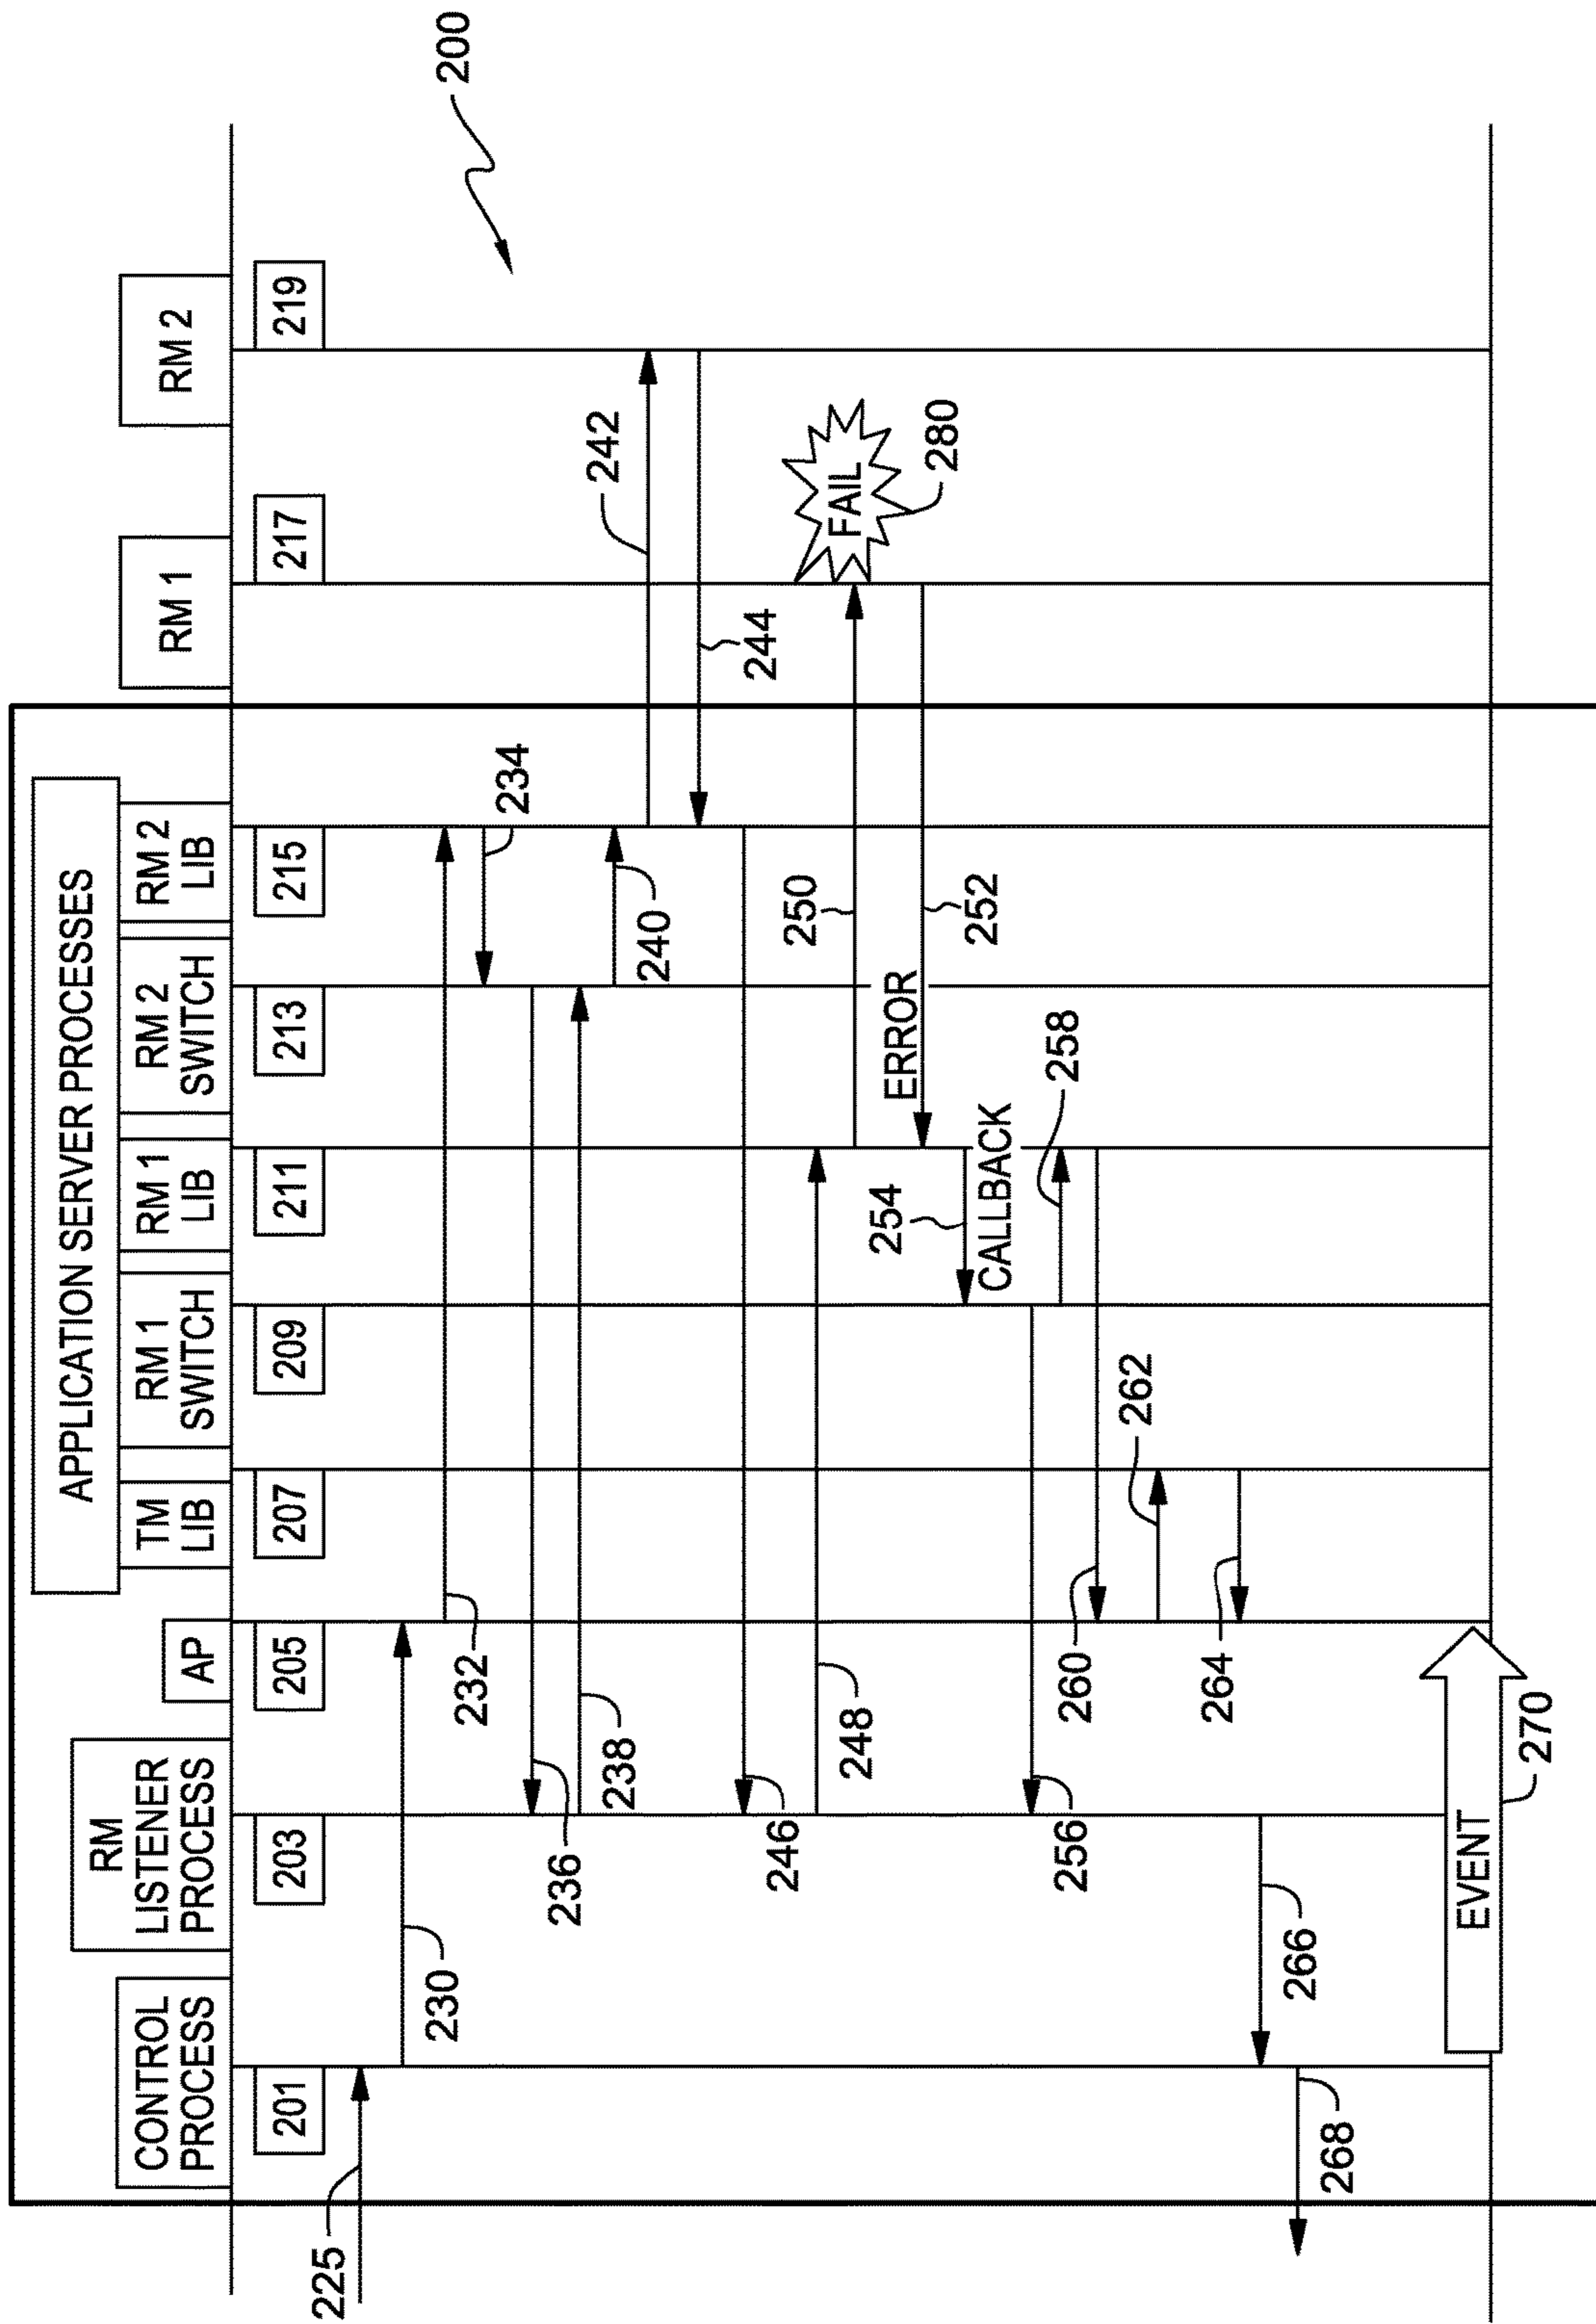 APPLICATION SERVER PROCESSES
CONTROL
PROCESS
RM
LISTENER
PROCESS
AP
TM
LIB
RM 1
SWITCH
RM 1
LIB
RM 2
SWITCH
RM 2
LIB
RM 1
RM 2
201
203
205
207
209
211
213
215
217
219
200
225
230
232
234
236
238
240
242
244
246
248
250
FAIL
280
ERROR
252
254
CALLBACK
256
258
260
262
264
266
268
EVENT
270